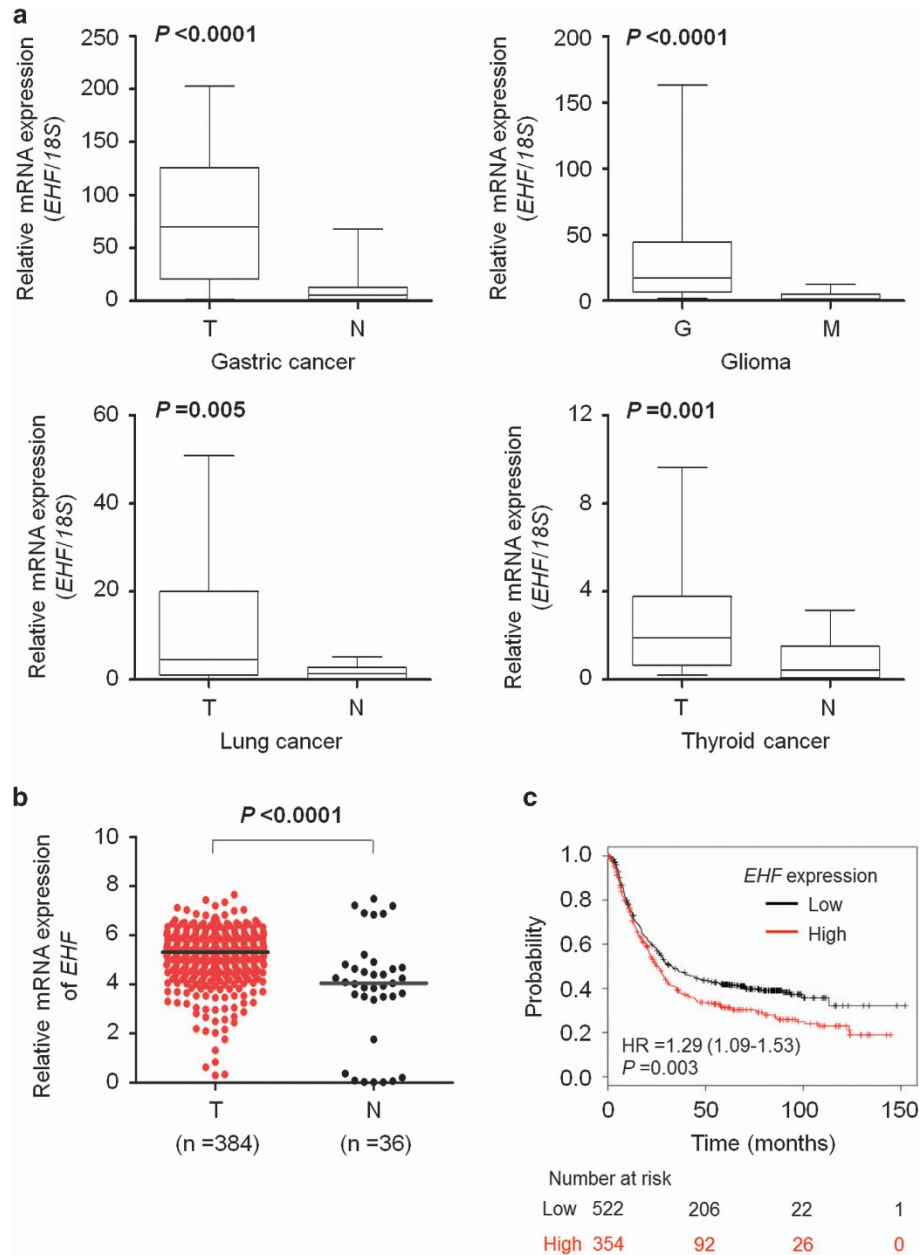 a
P <0.0001
Relative mRNA expression
(EHF/18S)
250
200
150
100
50
0
T N
Gastric cancer
P <0.0001
Relative mRNA expression
(EHF/18S)
200
150
100
50
25
0
G M
Glioma
P =0.005
Relative mRNA expression
(EHF/18S)
60
40
20
0
T N
Lung cancer
P =0.001
Relative mRNA expression
(EHF/18S)
12
8
4
0
T N
Thyroid cancer
b
P <0.0001
Relative mRNA expression
of EHF
10
8
6
4
2
0
T N
(n =384) (n =36)
c
EHF expression
Low
High
Probability
1.0
0.8
0.6
0.4
0.2
0.0
HR =1.29 (1.09-1.53)
P =0.003
0 50 100 150
Time (months)
Number at risk
Low 522 206 22 1
High 354 92 26 0